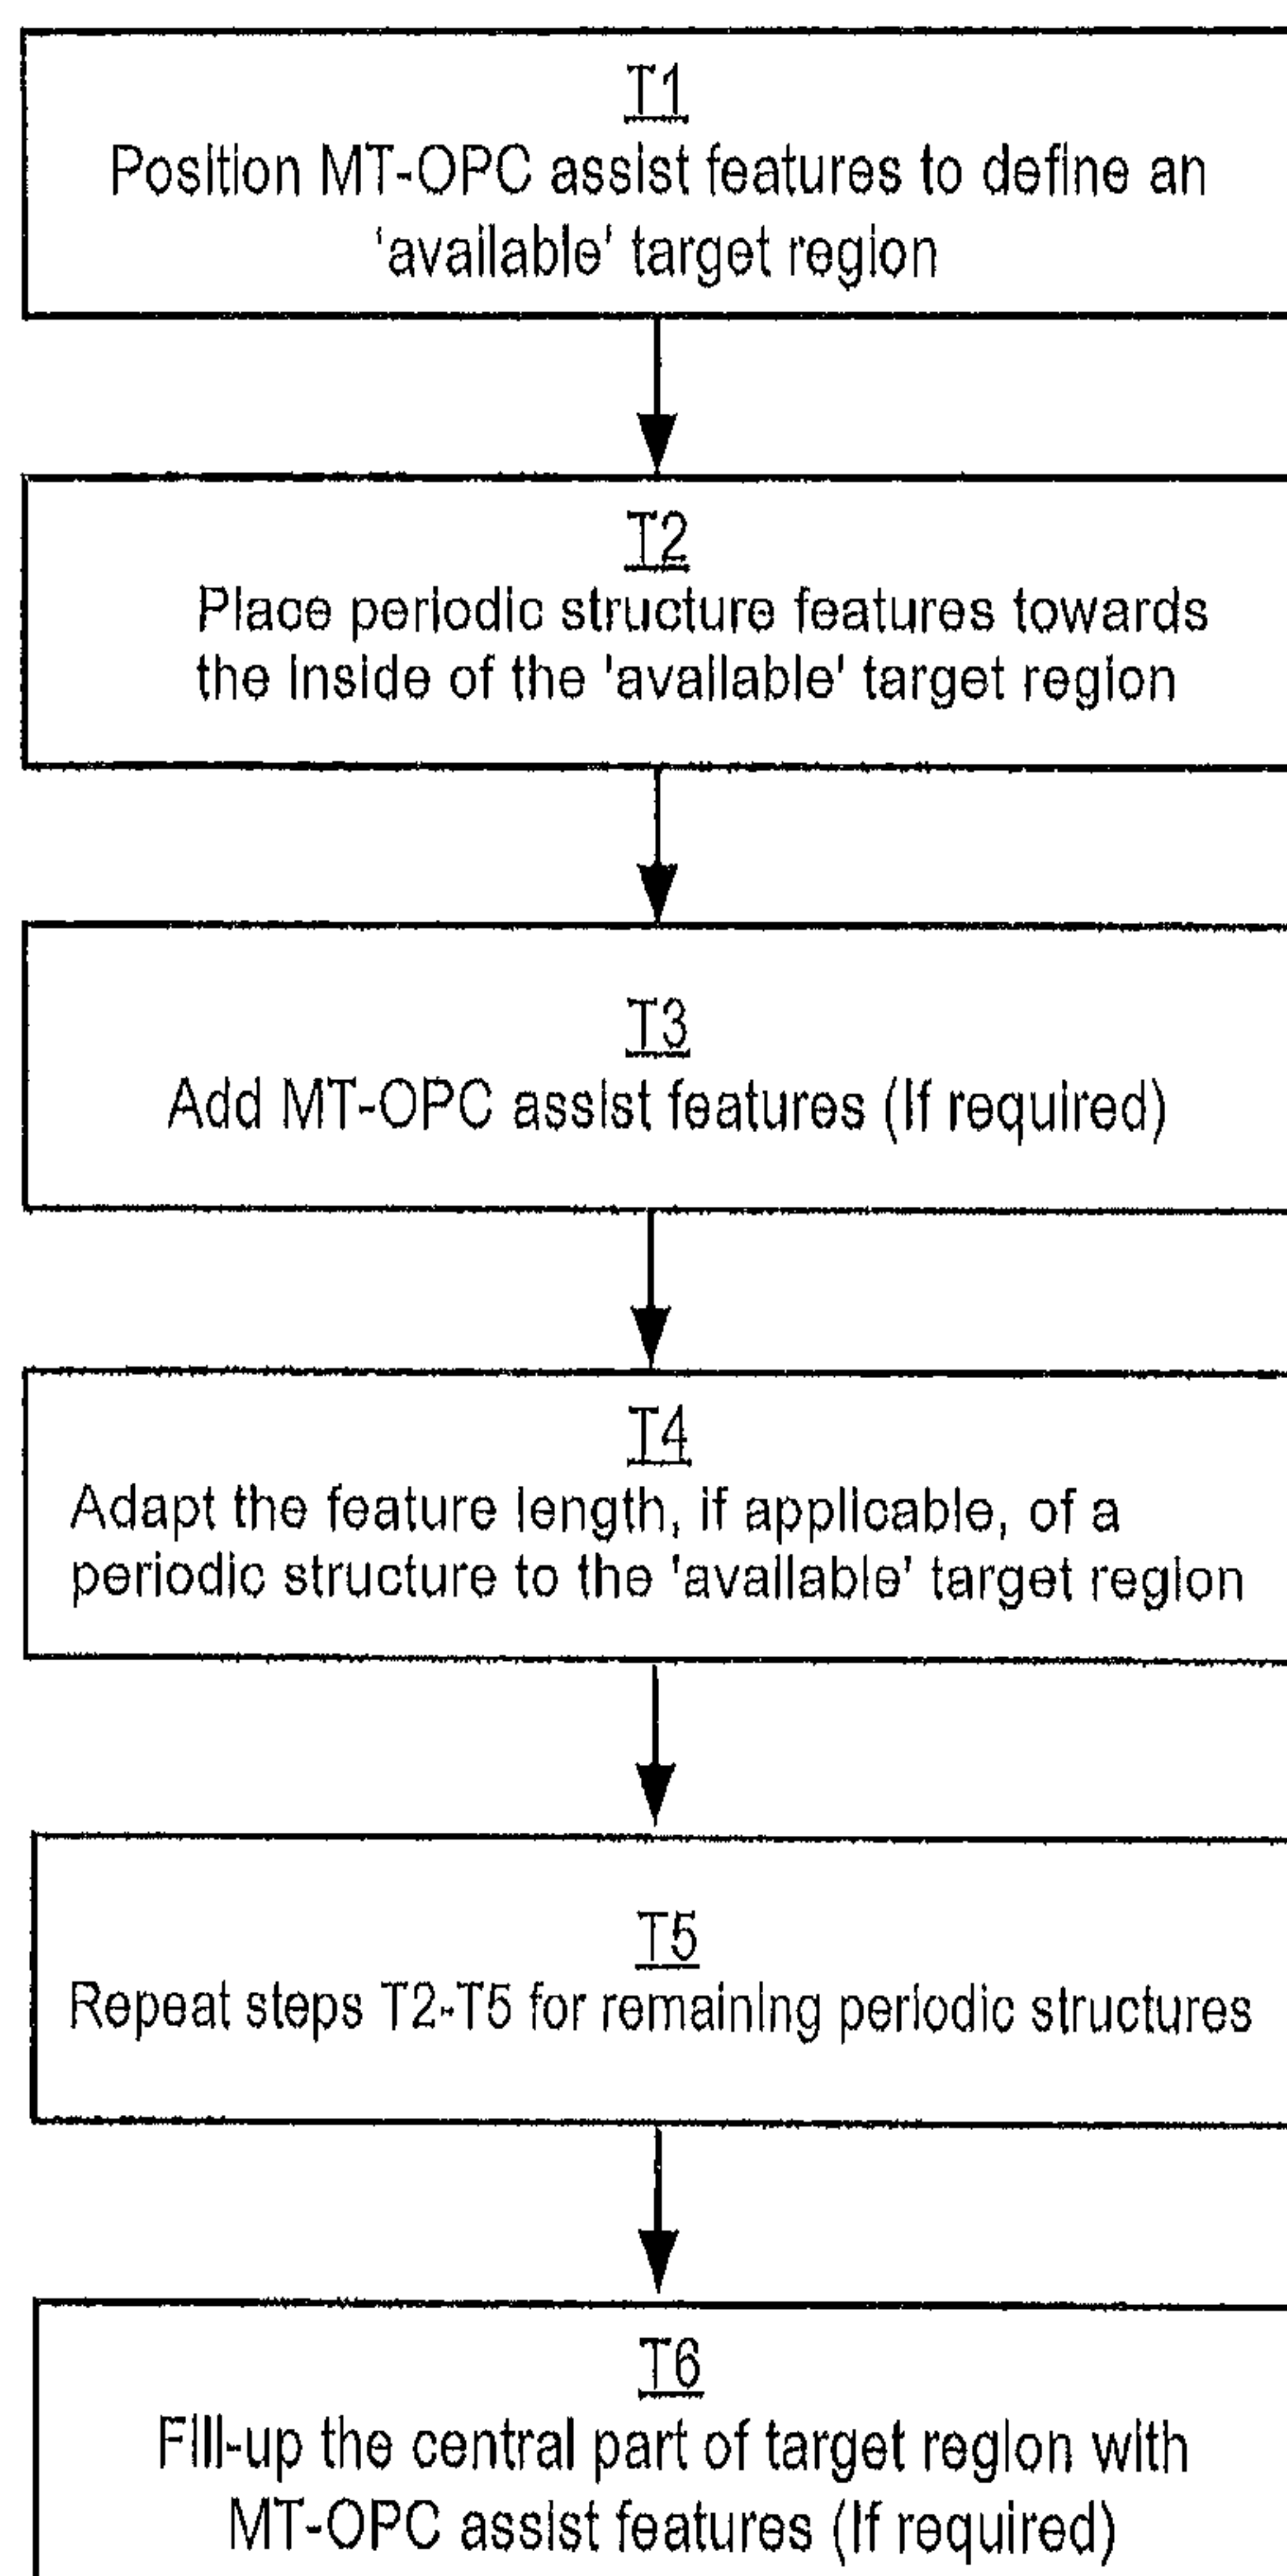 T1
Position MT-OPC assist features to define an
'available' target region
T2
Place periodic structure features towards
the inside of the 'available' target region
T3
Add MT-OPC assist features (If required)
T4
Adapt the feature length, if applicable, of a
periodic structure to the 'available' target region
T5
Repeat steps T2-T5 for remaining periodic structures
T6
Fill-up the central part of target region with
MT-OPC assist features (If required)